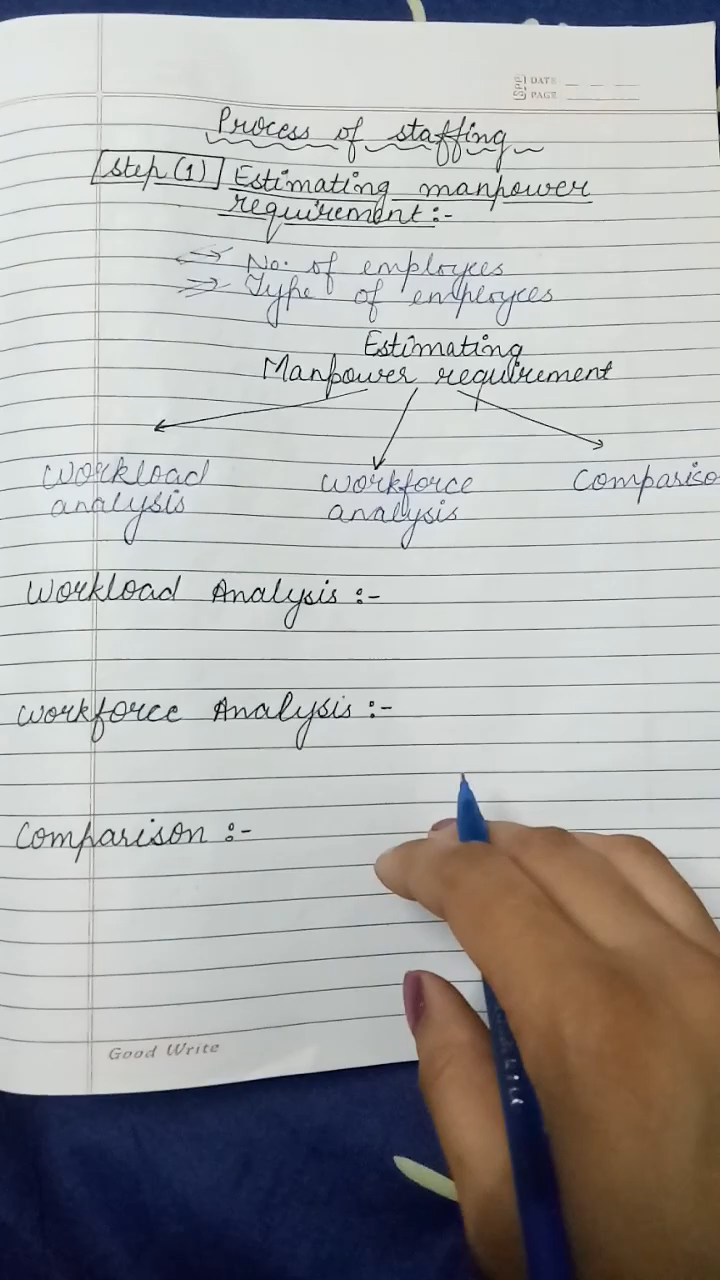 DATE
PAGE
Process of staffing
Step (1) Estimating manpower
requirement :-
No. of employees
Type of employees
Estimating
Manpower requirement
Workload
analysis
Workforce
analysis
Compariso
Workload Analysis :-
Workforce Analysis :-
Comparison :-
Good Write